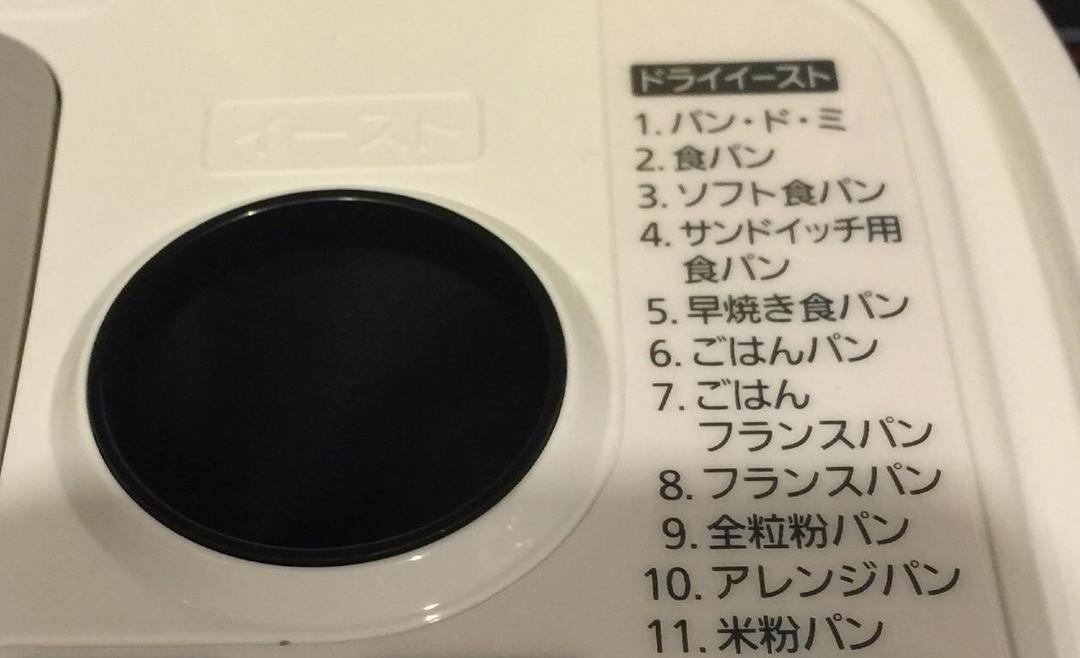 イースト
ドライイースト
1. パン・ド・ミ
2. 食パン
3. ソフト食パン
4. サンドイッチ用
食パン
5. 早焼き食パン
6. ごはんパン
7. ごはん
フランスパン
8. フランスパン
9. 全粒粉パン
10. アレンジパン
11. 米粉パン